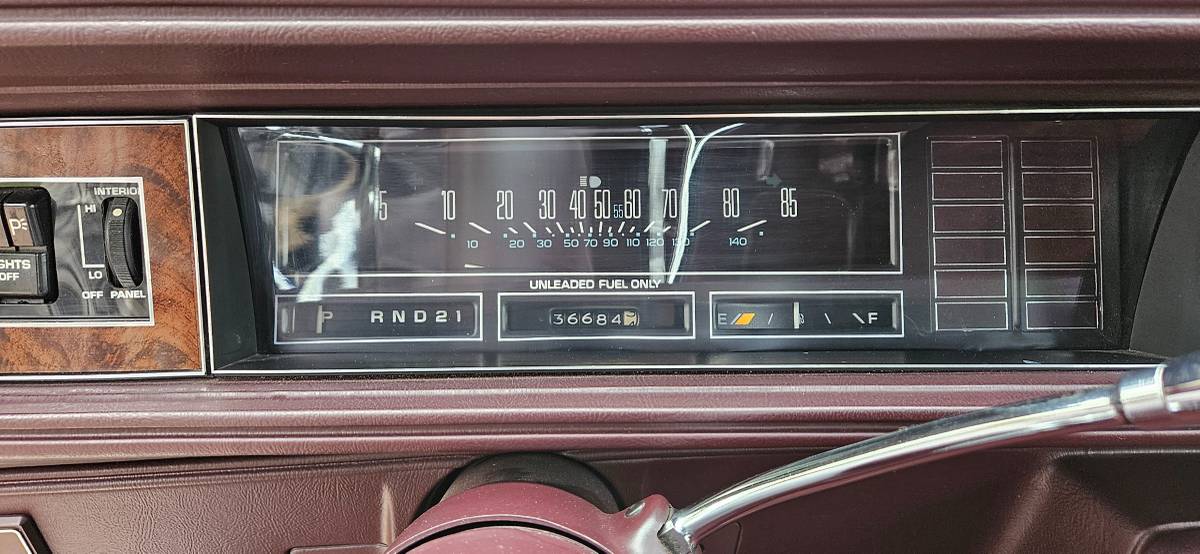 INTERIOR
HI
GHTS
OFF
LO
OFF PANEL
5 10 20 30 40 50 55 60 70 80 85
10 20 30 50 70 90 110 120 130 140
UNLEADED FUEL ONLY
P R N D 2 1
36684
E F